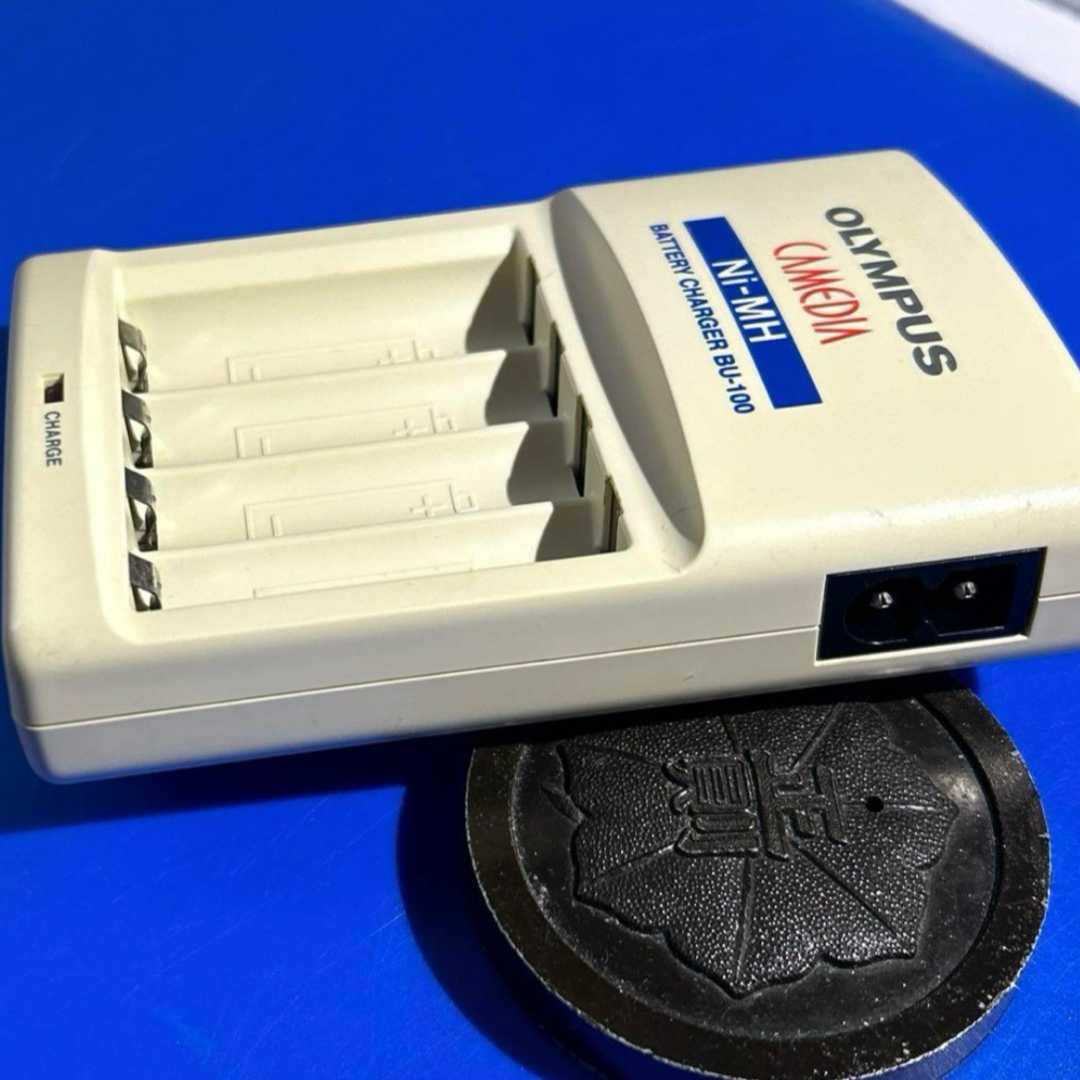 OLYMPUS
CAMEDIA
Ni-MH
BATTERY CHARGER BU-100
CHARGE